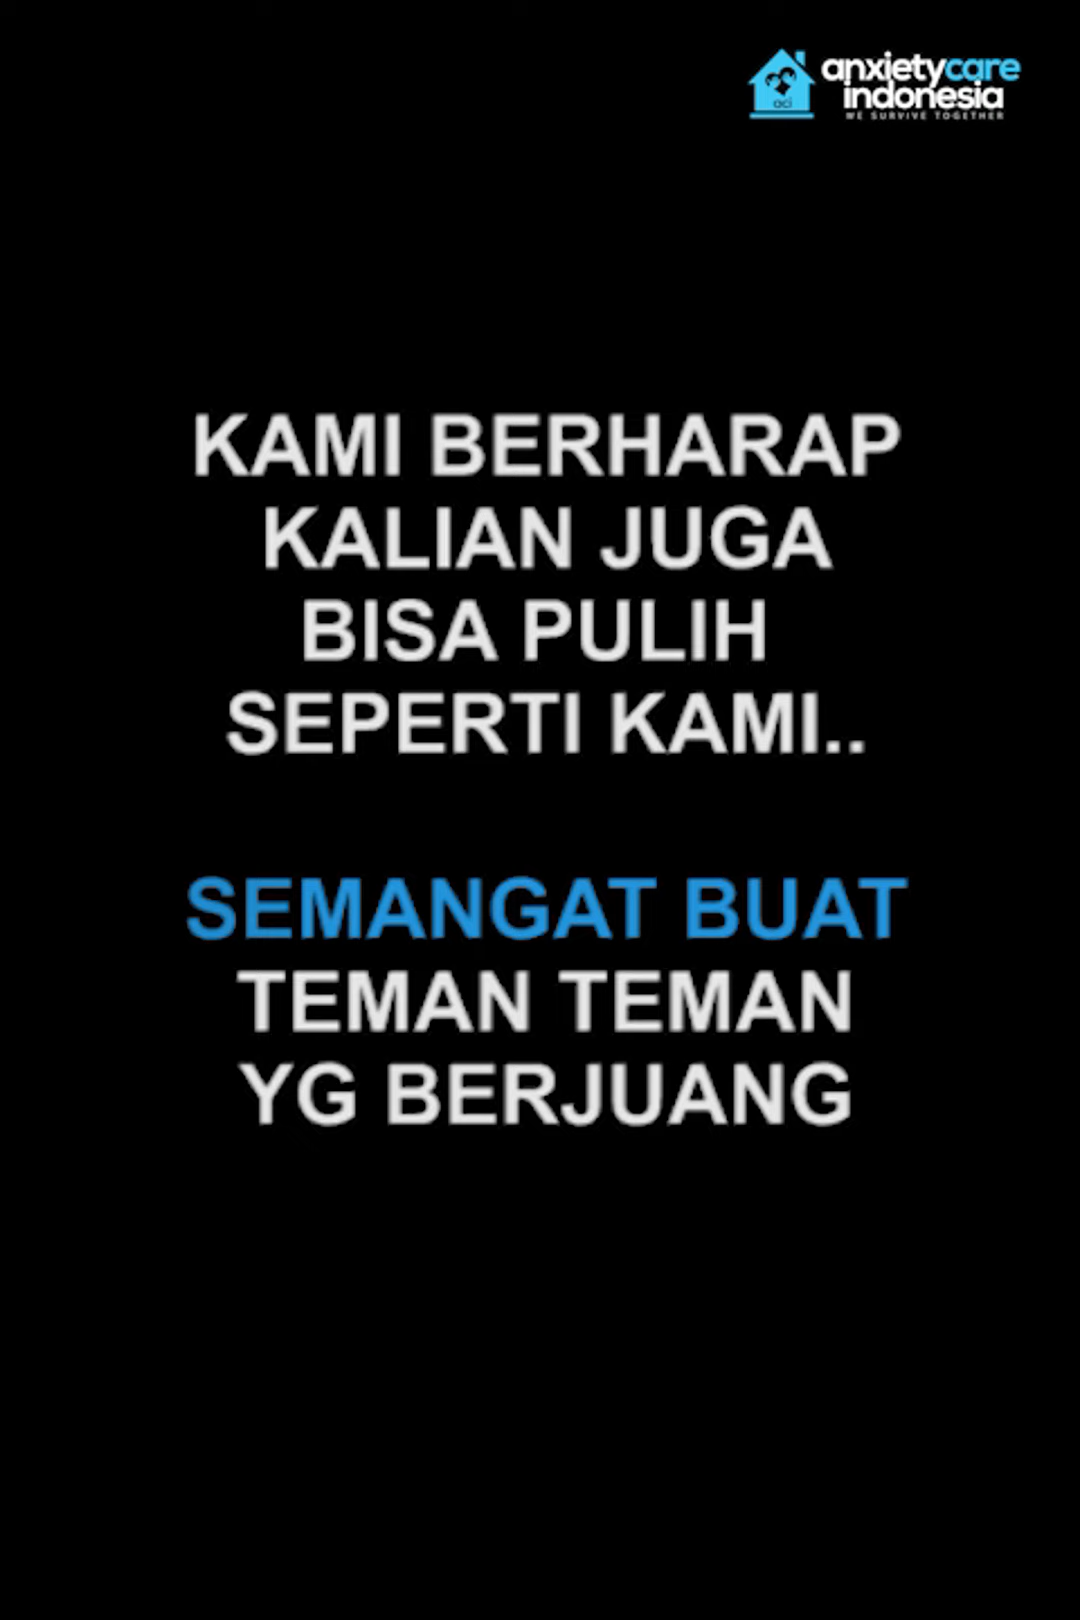 anxietycare
indonesia
WE SURVIVE TOGETHER
aci
KAMI BERHARAP
KALIAN JUGA
BISA PULIH
SEPERTI KAMI..
SEMANGAT BUAT
TEMAN TEMAN
YG BERJUANG